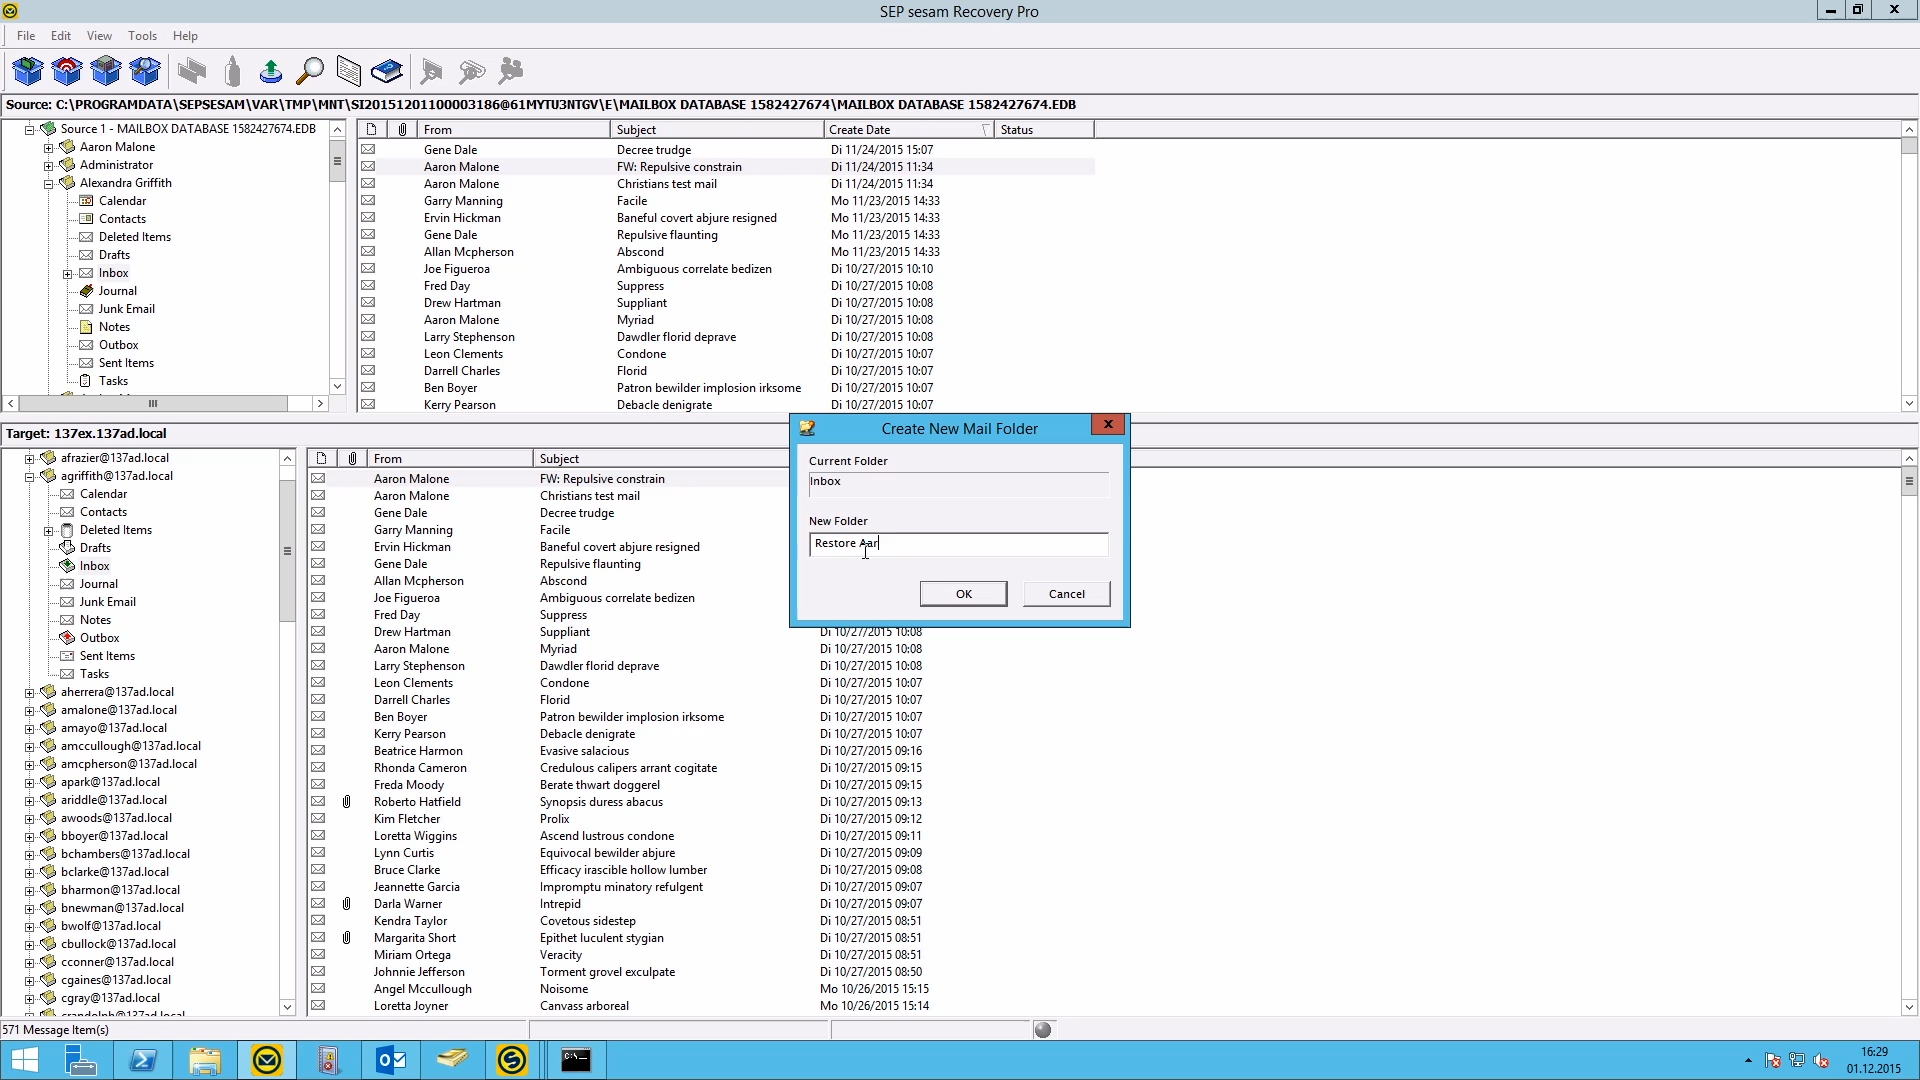 SEP sesam Recovery Pro
File Edit View Tools Help
Source: C:\PROGRAMDATA\SEPSESAM\VAR\TMP\MNT\SI20151201100003186@61MYTU3NTGV\E\MAILBOX DATABASE 1582427674\MAILBOX DATABASE 1582427674.EDB
Source 1 - MAILBOX DATABASE 1582427674.EDB
Aaron Malone
Administrator
Alexandra Griffith
Calendar
Contacts
Deleted Items
Drafts
Inbox
Journal
Junk Email
Notes
Outbox
Sent Items
Tasks
From Subject Create Date Status
Gene Dale Decree trudge Di 11/24/2015 15:07
Aaron Malone FW: Repulsive constrain Di 11/24/2015 11:34
Aaron Malone Christians test mail Di 11/24/2015 11:34
Garry Manning Facile Mo 11/23/2015 14:33
Ervin Hickman Baneful covert abjure resigned Mo 11/23/2015 14:33
Gene Dale Repulsive flaunting Mo 11/23/2015 14:33
Allan Mcpherson Abscond Mo 11/23/2015 14:33
Joe Figueroa Ambiguous correlate bedizen Di 10/27/2015 10:10
Fred Day Suppress Di 10/27/2015 10:08
Drew Hartman Suppliant Di 10/27/2015 10:08
Aaron Malone Myriad Di 10/27/2015 10:08
Larry Stephenson Dawdler florid deprave Di 10/27/2015 10:08
Leon Clements Condone Di 10/27/2015 10:07
Darrell Charles Florid Di 10/27/2015 10:07
Ben Boyer Patron bewilder implosion irksome Di 10/27/2015 10:07
Kerry Pearson Debacle denigrate Di 10/27/2015 10:07
Create New Mail Folder
Current Folder
Inbox
New Folder
Restore Aar
OK Cancel
Target: 137ex.137ad.local
afrazier@137ad.local
agriffith@137ad.local
Calendar
Contacts
Deleted Items
Drafts
Inbox
Journal
Junk Email
Notes
Outbox
Sent Items
Tasks
aherrera@137ad.local
amalone@137ad.local
amayo@137ad.local
amccullough@137ad.local
amcpherson@137ad.local
apark@137ad.local
ariddle@137ad.local
awoods@137ad.local
bboyer@137ad.local
bchambers@137ad.local
bclarke@137ad.local
bharmon@137ad.local
bnewman@137ad.local
bwolf@137ad.local
cbullock@137ad.local
cconner@137ad.local
cgaines@137ad.local
cgray@137ad.local
From Subject
Aaron Malone FW: Repulsive constrain
Aaron Malone Christians test mail
Gene Dale Decree trudge
Garry Manning Facile
Ervin Hickman Baneful covert abjure resigned
Gene Dale Repulsive flaunting
Allan Mcpherson Abscond
Joe Figueroa Ambiguous correlate bedizen
Fred Day Suppress
Drew Hartman Suppliant Di 10/27/2015 10:08
Aaron Malone Myriad Di 10/27/2015 10:08
Larry Stephenson Dawdler florid deprave Di 10/27/2015 10:08
Leon Clements Condone Di 10/27/2015 10:07
Darrell Charles Florid Di 10/27/2015 10:07
Ben Boyer Patron bewilder implosion irksome Di 10/27/2015 10:07
Kerry Pearson Debacle denigrate Di 10/27/2015 10:07
Beatrice Harmon Evasive salacious Di 10/27/2015 09:16
Rhonda Cameron Credulous calipers arrant cogitate Di 10/27/2015 09:15
Freda Moody Berate thwart doggerel Di 10/27/2015 09:15
Roberto Hatfield Synopsis duress abacus Di 10/27/2015 09:13
Kim Fletcher Prolix Di 10/27/2015 09:12
Loretta Wiggins Ascend lustrous condone Di 10/27/2015 09:11
Lynn Curtis Equivocal bewilder abjure Di 10/27/2015 09:09
Bruce Clarke Efficacy irascible hollow lumber Di 10/27/2015 09:08
Jeannette Garcia Impromptu minatory refulgent Di 10/27/2015 09:07
Darla Warner Intrepid Di 10/27/2015 09:07
Kendra Taylor Covetous sidestep Di 10/27/2015 08:51
Margarita Short Epithet luculent stygian Di 10/27/2015 08:51
Miriam Ortega Veracity Di 10/27/2015 08:51
Johnnie Jefferson Torment grovel exculpate Di 10/27/2015 08:50
Angel Mccullough Noisome Mo 10/26/2015 15:15
Loretta Joyner Canvass arboreal Mo 10/26/2015 15:14
571 Message Item(s)
16:29
01.12.2015